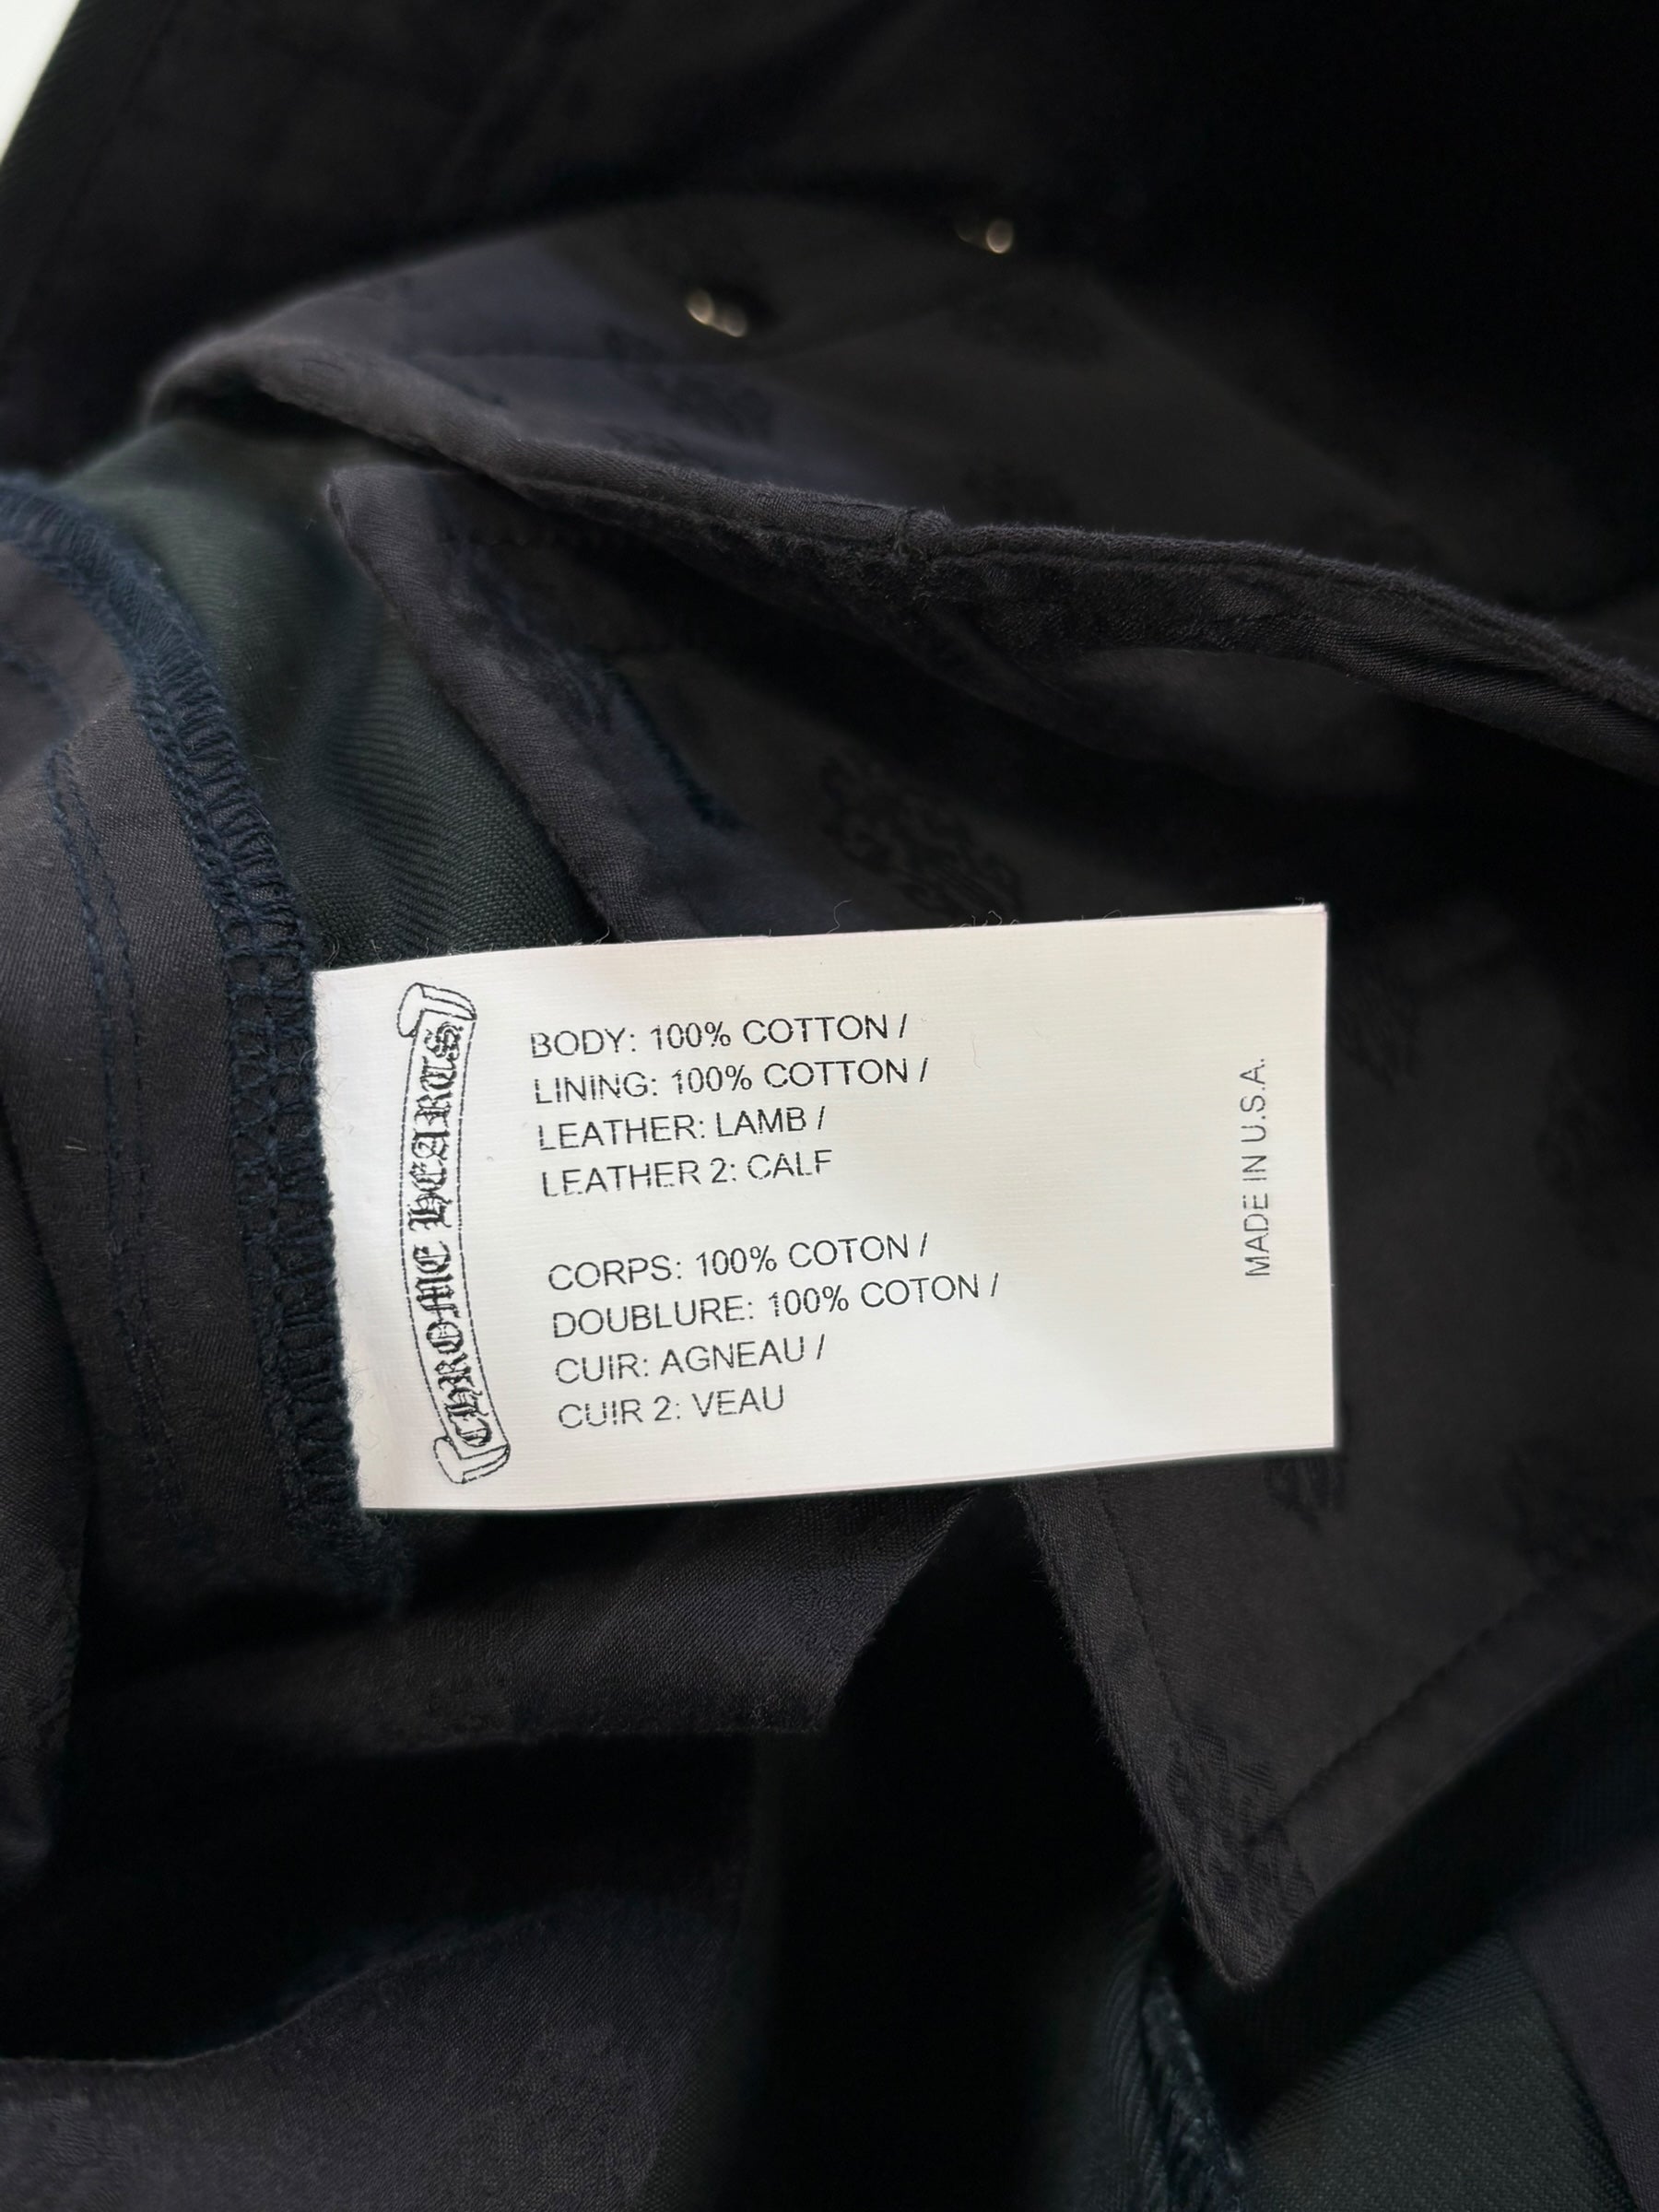 CHROME HEARTS
BODY: 100% COTTON /
LINING: 100% COTTON /
LEATHER: LAMB /
LEATHER 2: CALF
CORPS: 100% COTON /
DOUBLURE: 100% COTON /
CUIR: AGNEAU /
CUIR 2: VEAU
MADE IN U.S.A.